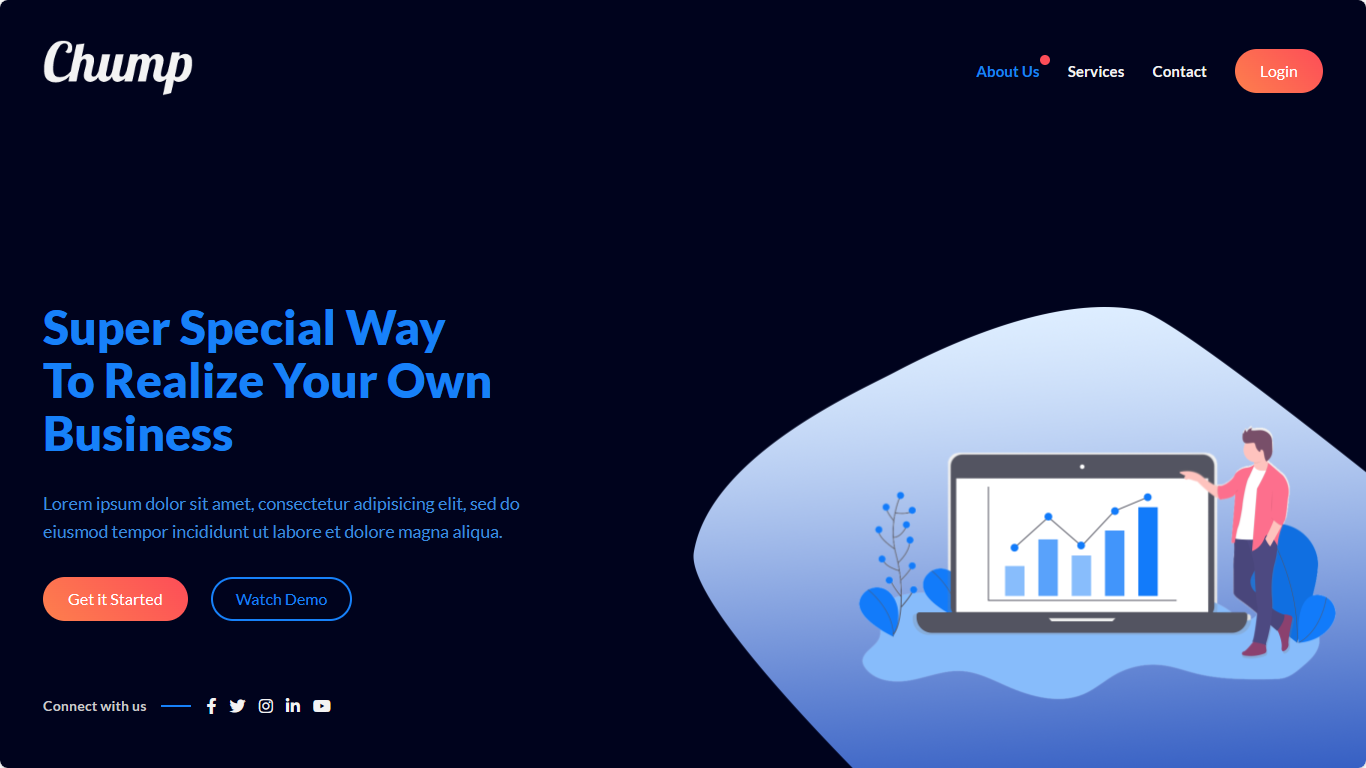 Chump
About Us Services Contact Login
Super Special Way
To Realize Your Own
Business
Lorem ipsum dolor sit amet, consectetur adipisicing elit, sed do
eiusmod tempor incididunt ut labore et dolore magna aliqua.
Get it Started Watch Demo
Connect with us